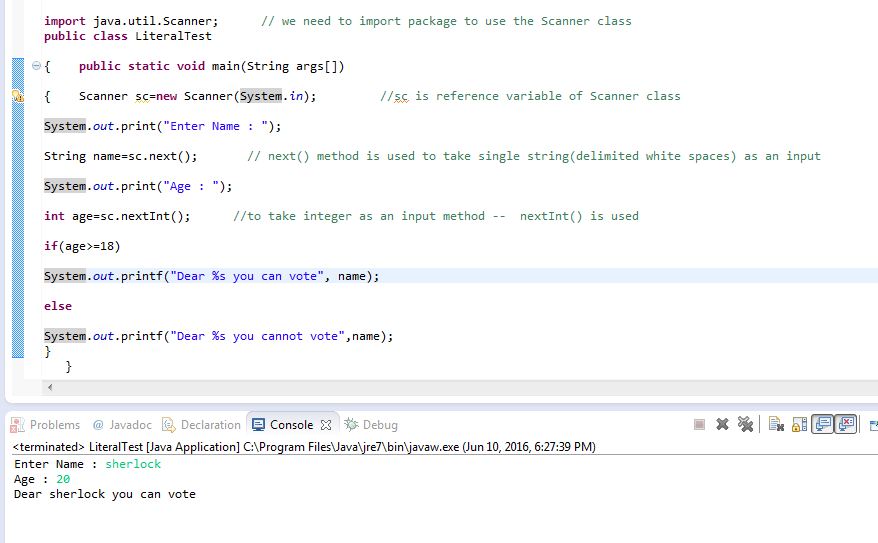 import java.util.Scanner;      // we need to import package to use the Scanner class
public class LiteralTest
{    public static void main(String args[])
{    Scanner sc=new Scanner(System.in);         //sc is reference variable of Scanner class
System.out.print("Enter Name : ");
String name=sc.next();       // next() method is used to take single string(delimited white spaces) as an input
System.out.print("Age : ");
int age=sc.nextInt();      //to take integer as an input method --  nextInt() is used
if(age>=18)
System.out.printf("Dear %s you can vote", name);
else
System.out.printf("Dear %s you cannot vote",name);
}
}
Problems @ Javadoc Declaration Console Debug
<terminated> LiteralTest [Java Application] C:\Program Files\Java\jre7\bin\javaw.exe (Jun 10, 2016, 6:27:39 PM)
Enter Name : sherlock
Age : 20
Dear sherlock you can vote